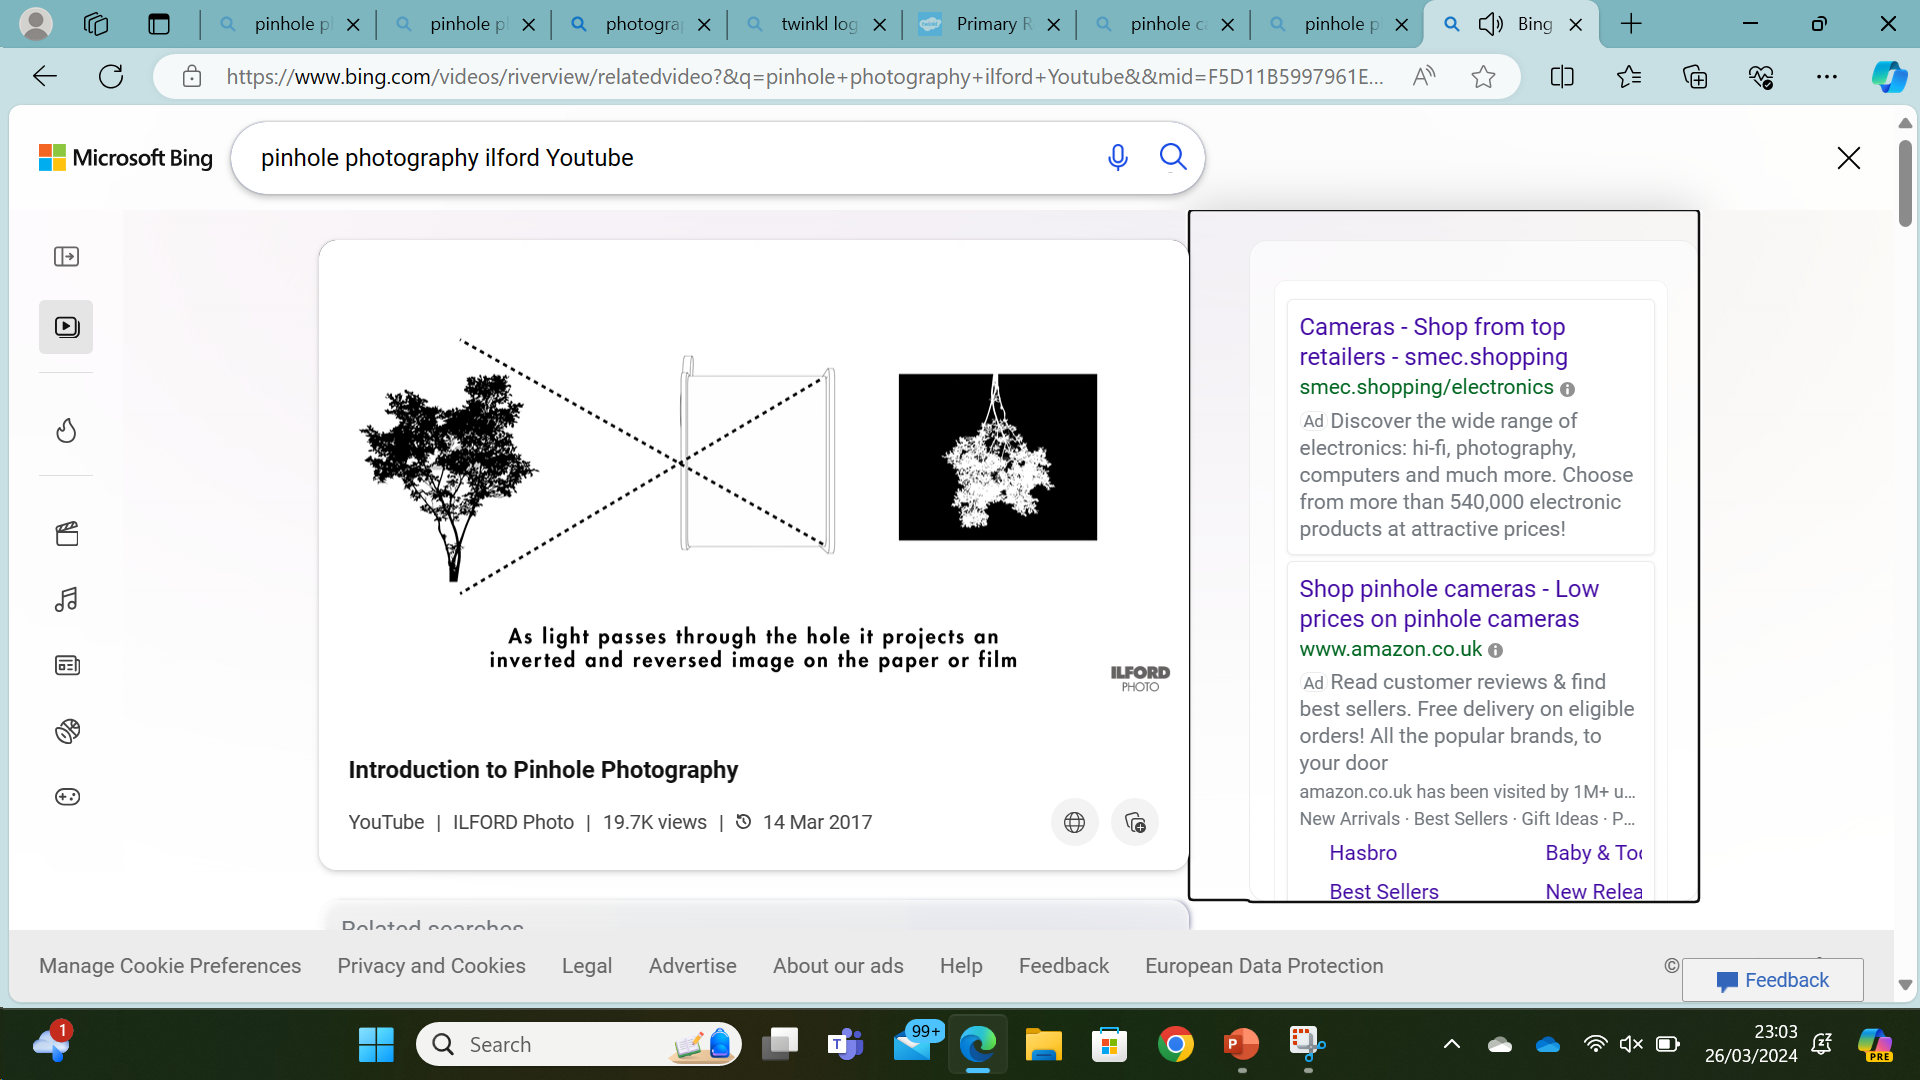 pinhole p
pinhole p
photogra
twinkl log
Primary R
pinhole c
pinhole p
Bing
https://www.bing.com/videos/riverview/relatedvideo?&q=pinhole+photography+ilford+Youtube&&mid=F5D11B5997961E...
Microsoft Bing
pinhole photography ilford Youtube
As light passes through the hole it projects an
inverted and reversed image on the paper or film
ILFORD
PHOTO
Introduction to Pinhole Photography
YouTube | ILFORD Photo | 19.7K views | 14 Mar 2017
Related searches
Cameras - Shop from top
retailers - smec.shopping
smec.shopping/electronics
Ad Discover the wide range of
electronics: hi-fi, photography,
computers and much more. Choose
from more than 540,000 electronic
products at attractive prices!
Shop pinhole cameras - Low
prices on pinhole cameras
www.amazon.co.uk
Ad Read customer reviews & find
best sellers. Free delivery on eligible
orders! All the popular brands, to
your door
amazon.co.uk has been visited by 1M+ u...
New Arrivals · Best Sellers · Gift Ideas · P...
Hasbro Baby & Too
Best Sellers New Relea
Manage Cookie Preferences Privacy and Cookies Legal Advertise About our ads Help Feedback European Data Protection ©
Feedback
1
Search
99+
23:03
26/03/2024
PRE